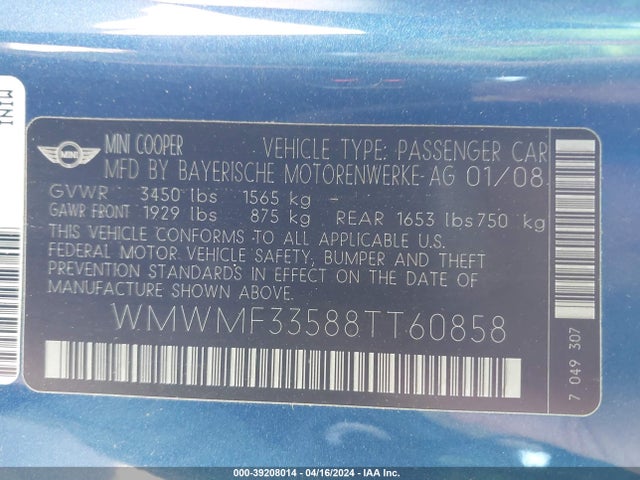 MINI
MINI COOPER VEHICLE TYPE: PASSENGER CAR
MINI MFD BY BAYERISCHE MOTORENWERKE AG 01/08
GVWR 3450 lbs 1565 kg -
GAWR FRONT 1929 lbs 875 kg REAR 1653 lbs 750 kg
THIS VEHICLE CONFORMS TO ALL APPLICABLE U.S.
FEDERAL MOTOR VEHICLE SAFETY, BUMPER AND THEFT
PREVENTION STANDARDS IN EFFECT ON THE DATE OF
MANUFACTURE SHOWN ABOVE.
WMWMF33588TT60858
7 049 307
000-39208014 - 04/16/2024 - IAA Inc.